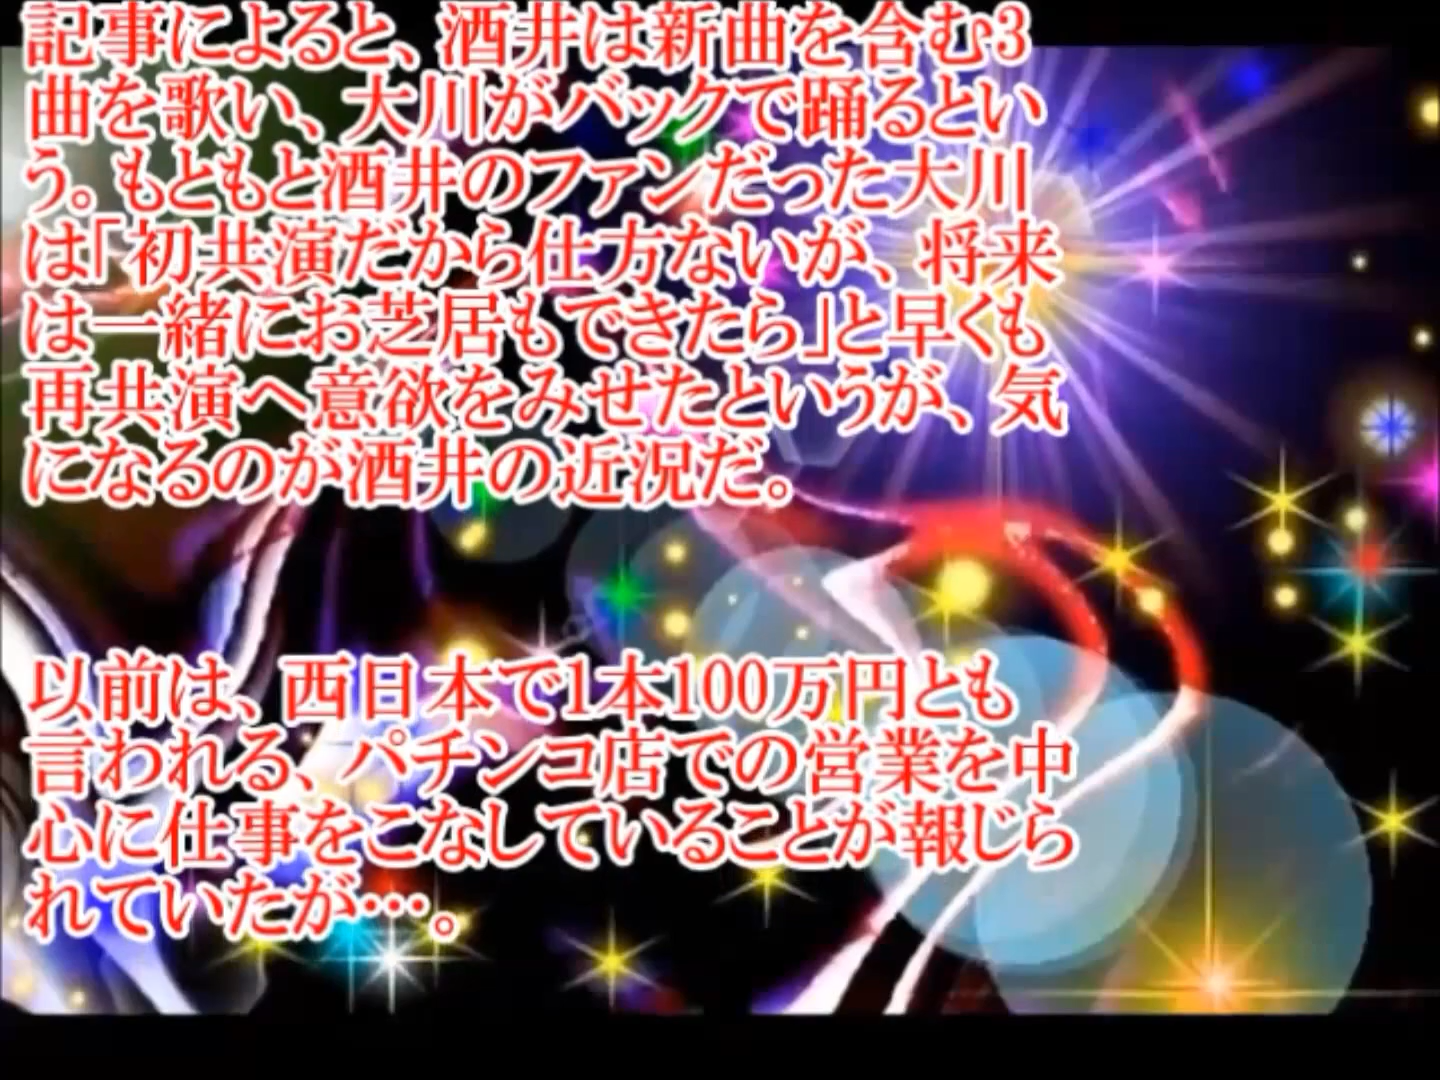 記事によると、酒井は新曲を含む3
曲を歌い、大川がバックで踊るとい
う。もともと酒井のファンだった大川
は「初共演だから仕方ないが、将来
は一緒にお芝居もできたら」と早くも
再共演へ意欲をみせたというが、気
になるのが酒井の近況だ。
以前は、西日本で1本100万円とも
言われる、パチンコ店での営業を中
心に仕事をこなしていることが報じら
れていたが…。